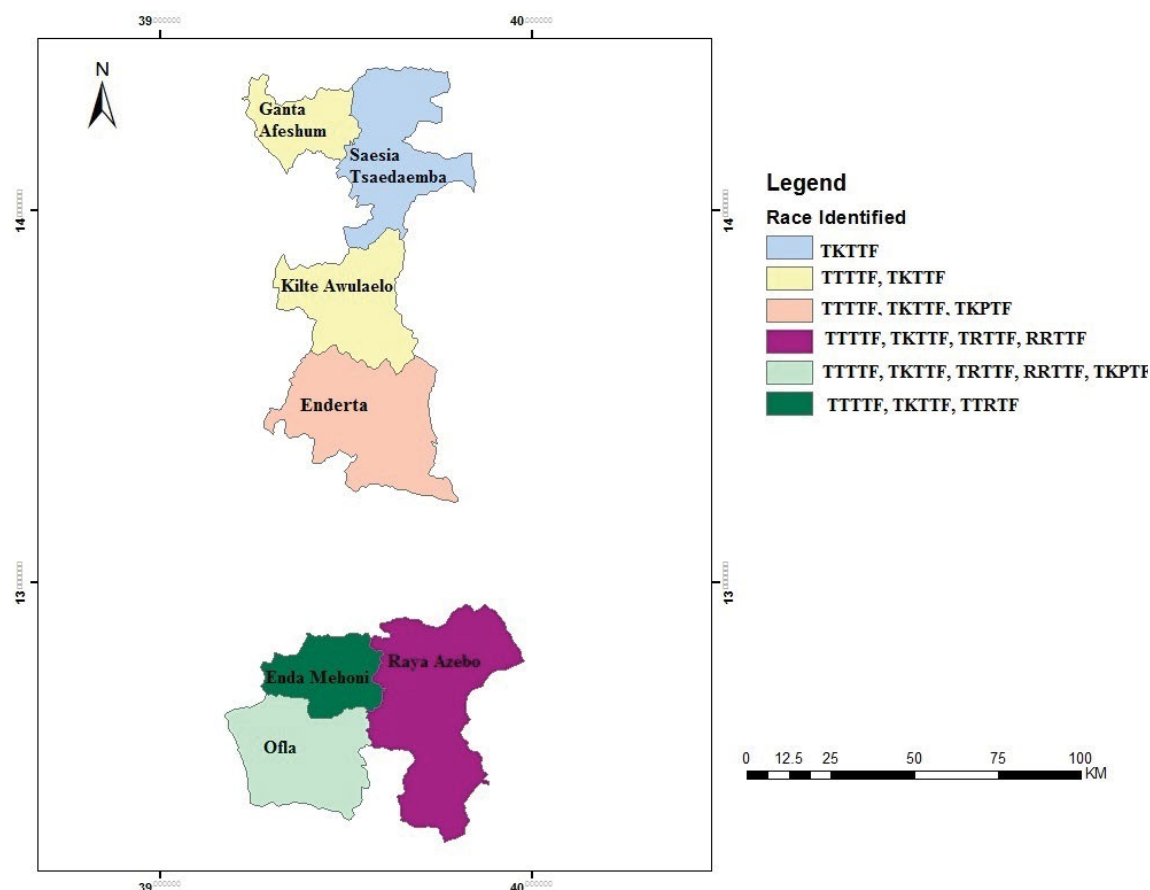 39
40
N
Ganta
Afeshum
Saesia
Tsaedaemba
14
14
Kilte Awulaelo
Enderta
13
13
Raya Azebo
Enda Mehoni
Ofla
39
40
Legend
Race Identified
TKTTF
TTTTF, TKTTF
TTTTF, TKTTF, TKPTF
TTTTF, TKTTF, TRTTF, RRTTF
TTTTF, TKTTF, TRTTF, RRTTF, TKPTF
TTTTF, TKTTF, TTRTF
0 12.5 25 50 75 100
KM